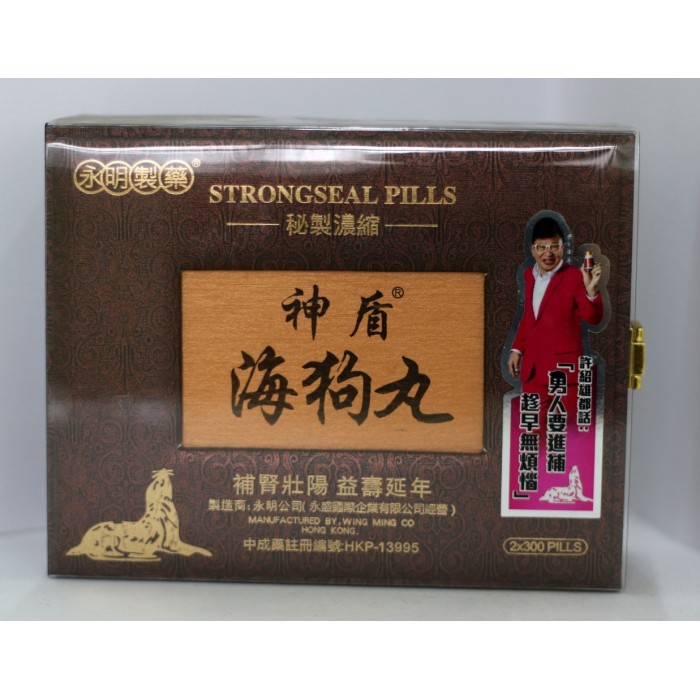 永明製藥®
STRONGSEAL PILLS
秘製濃縮
神盾®
海狗丸
許紹雄都話:
「男人要進補
趁早無煩惱」
補腎壯陽 益壽延年
製造商:永明公司(永盛國際企業有限公司經營)
MANUFACTURED BY, WING MING CO
HONG KONG.
中成藥註冊編號:HKP-13995
2x300 PILLS